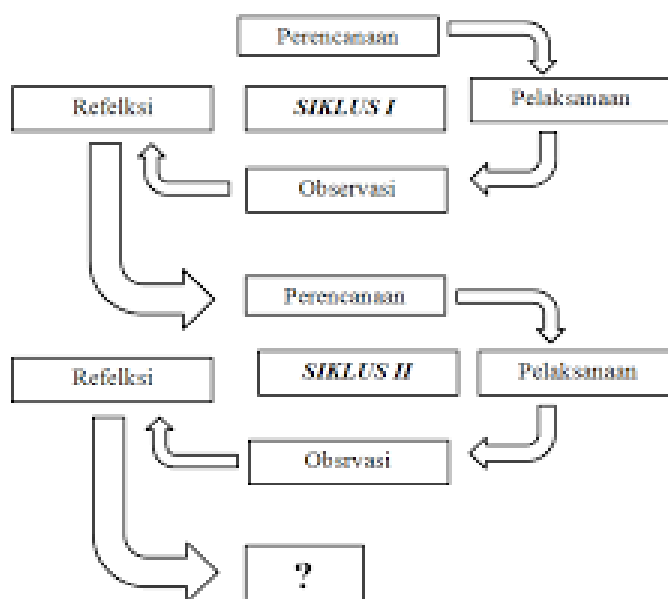 Perencanaan
Refelksi
SIKLUS I
Pelaksanaan
Observasi
Perencanaan
Refelksi
SIKLUS II
Pelaksanaan
Obsrvasi
?